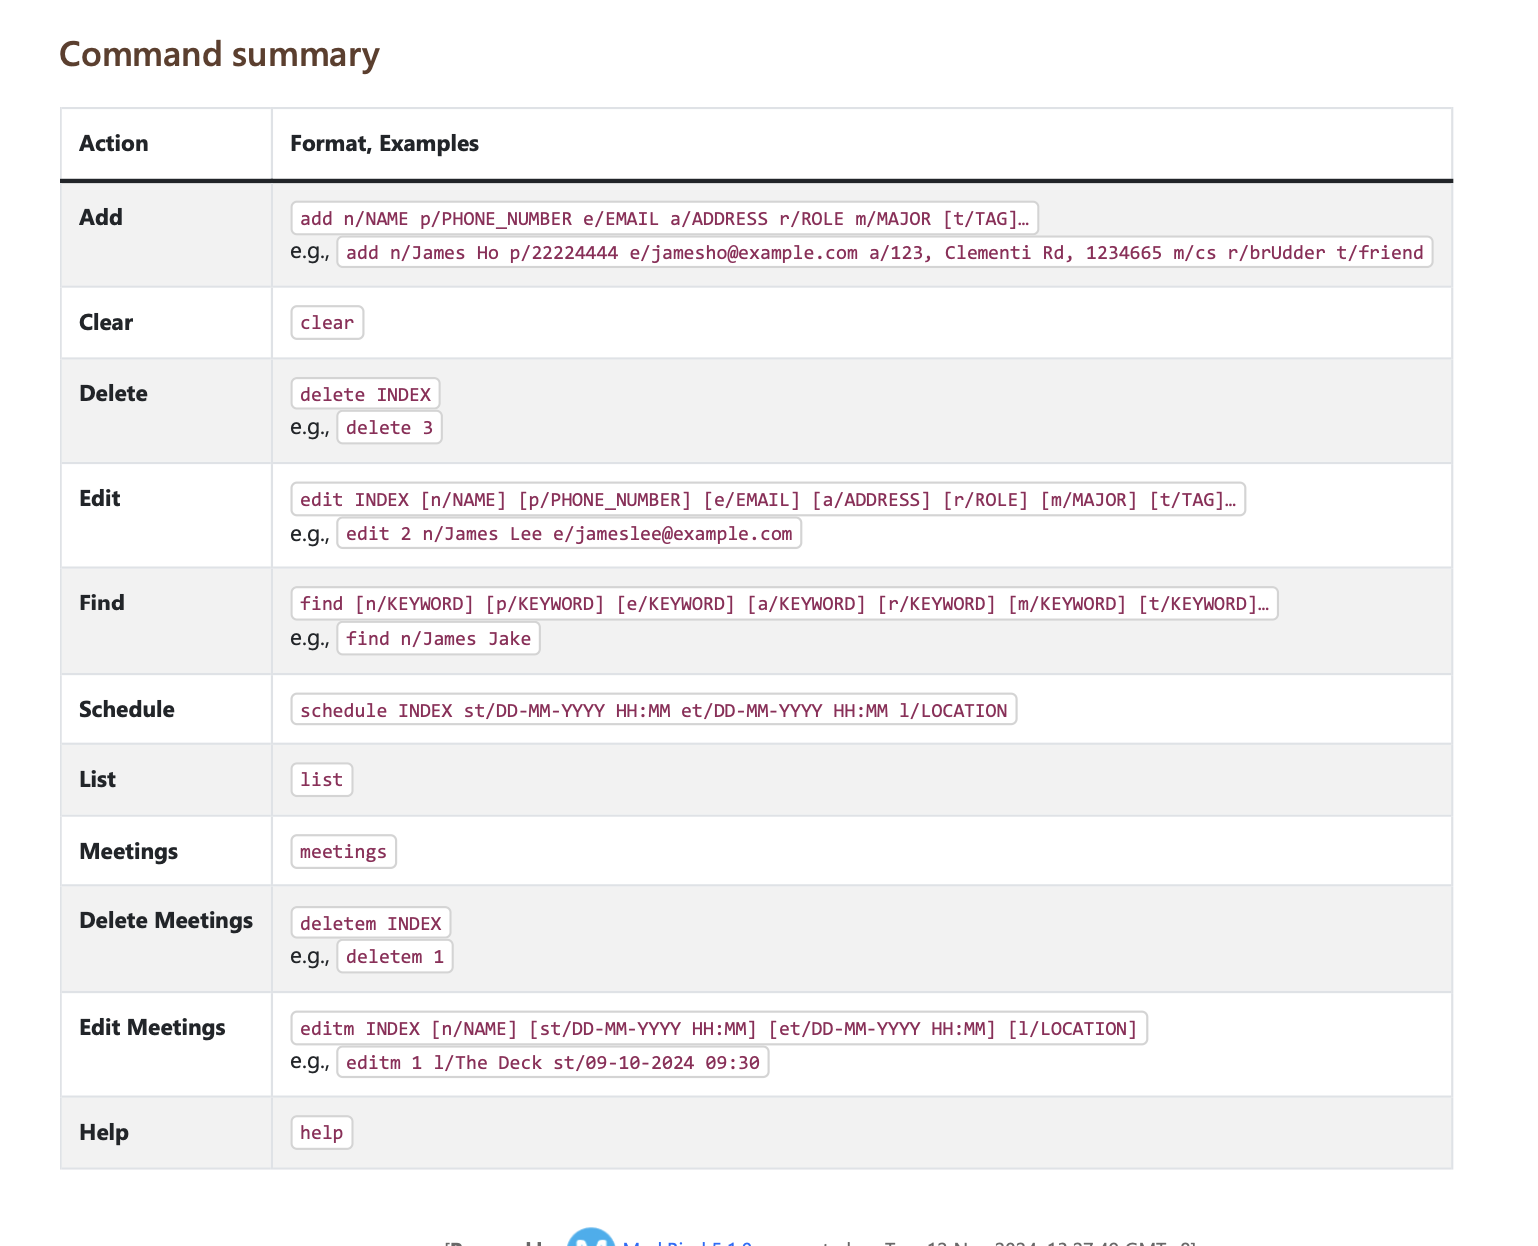 Command summary
Action Format, Examples
Add add n/NAME p/PHONE_NUMBER e/EMAIL a/ADDRESS r/ROLE m/MAJOR [t/TAG]…
e.g., add n/James Ho p/22224444 e/jamesho@example.com a/123, Clementi Rd, 1234665 m/cs r/brUdder t/friend
Clear clear
Delete delete INDEX
e.g., delete 3
Edit edit INDEX [n/NAME] [p/PHONE_NUMBER] [e/EMAIL] [a/ADDRESS] [r/ROLE] [m/MAJOR] [t/TAG]…
e.g., edit 2 n/James Lee e/jameslee@example.com
Find find [n/KEYWORD] [p/KEYWORD] [e/KEYWORD] [a/KEYWORD] [r/KEYWORD] [m/KEYWORD] [t/KEYWORD]…
e.g., find n/James Jake
Schedule schedule INDEX st/DD-MM-YYYY HH:MM et/DD-MM-YYYY HH:MM l/LOCATION
List list
Meetings meetings
Delete Meetings deletem INDEX
e.g., deletem 1
Edit Meetings editm INDEX [n/NAME] [st/DD-MM-YYYY HH:MM] [et/DD-MM-YYYY HH:MM] [l/LOCATION]
e.g., editm 1 l/The Deck st/09-10-2024 09:30
Help help